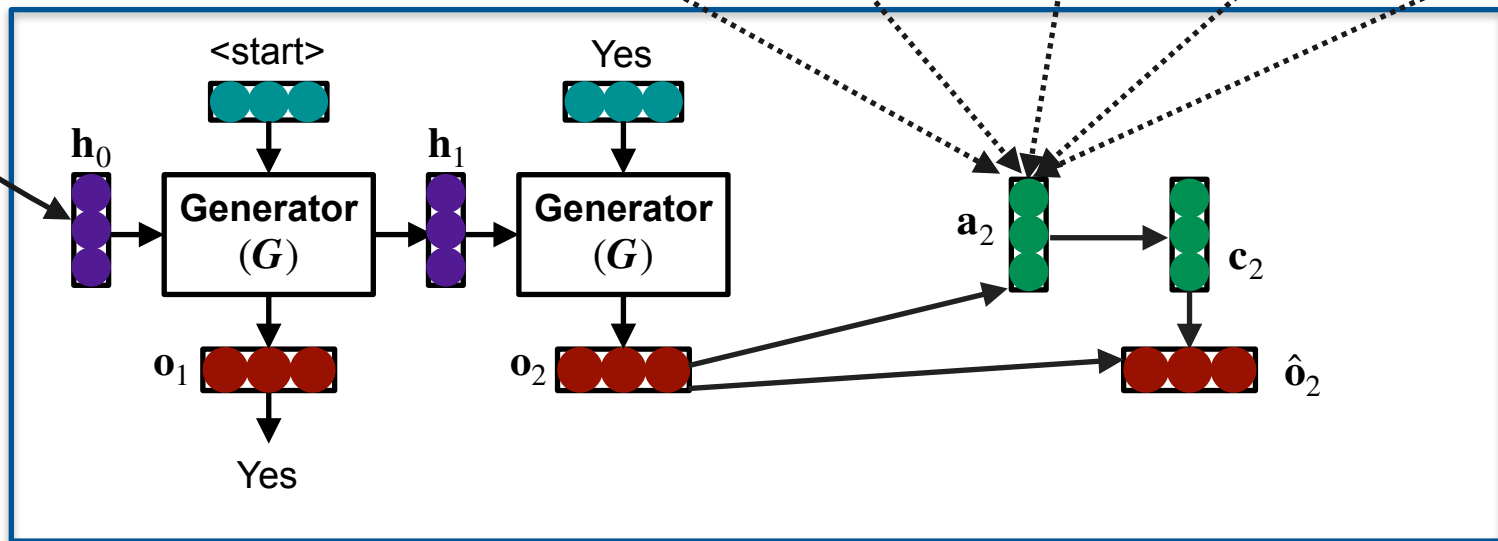 <start>
Yes
h₀
h₁
Generator
(G)
Generator
(G)
a₂
c₂
o₁
o₂
ô₂
Yes